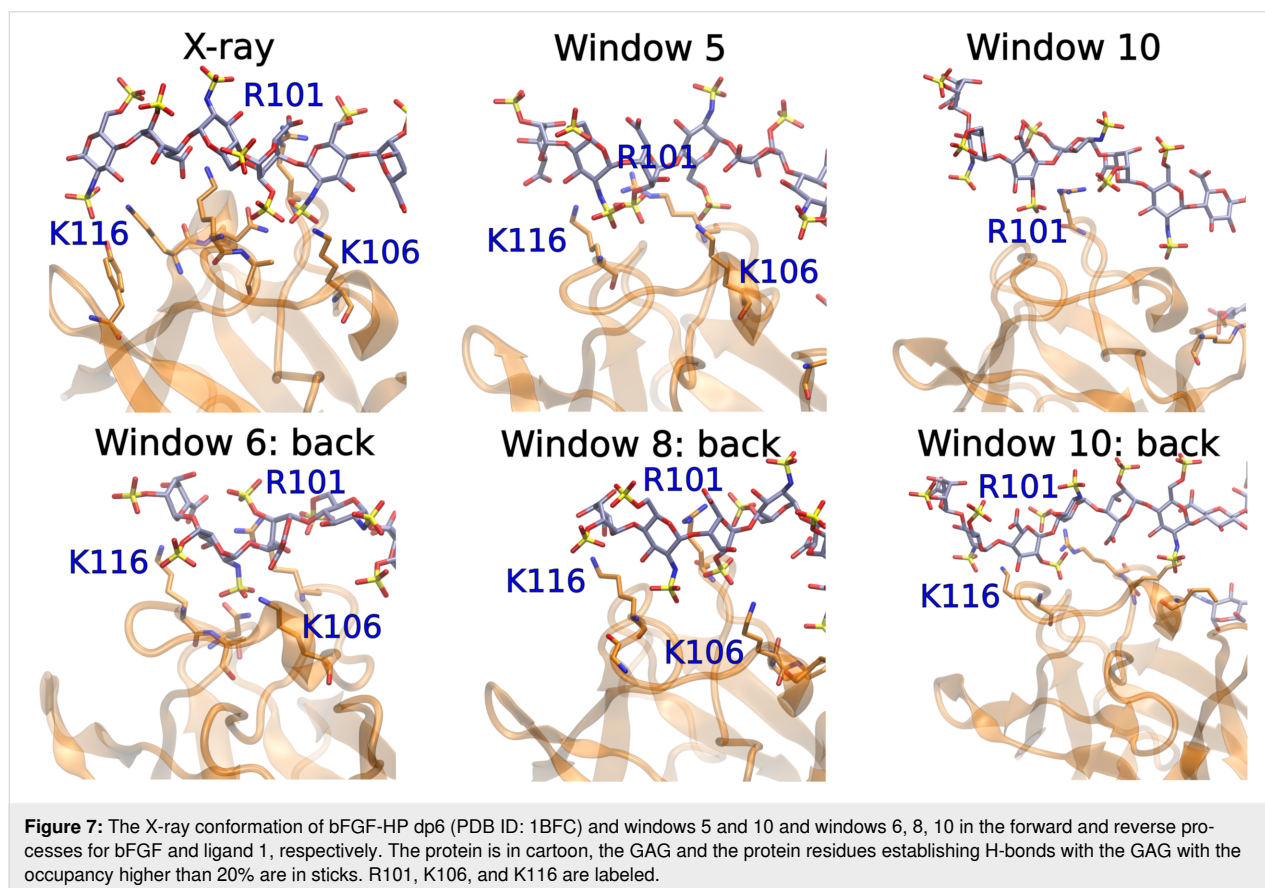 X-ray
Window 5
Window 10
R101
K116
K106
R101
K116
K106
R101
Window 6: back
Window 8: back
Window 10: back
R101
K116
K106
R101
K116
K106
R101
K116
Figure 7: The X-ray conformation of bFGF-HP dp6 (PDB ID: 1BFC) and windows 5 and 10 and windows 6, 8, 10 in the forward and reverse pro-
cesses for bFGF and ligand 1, respectively. The protein is in cartoon, the GAG and the protein residues establishing H-bonds with the GAG with the
occupancy higher than 20% are in sticks. R101, K106, and K116 are labeled.